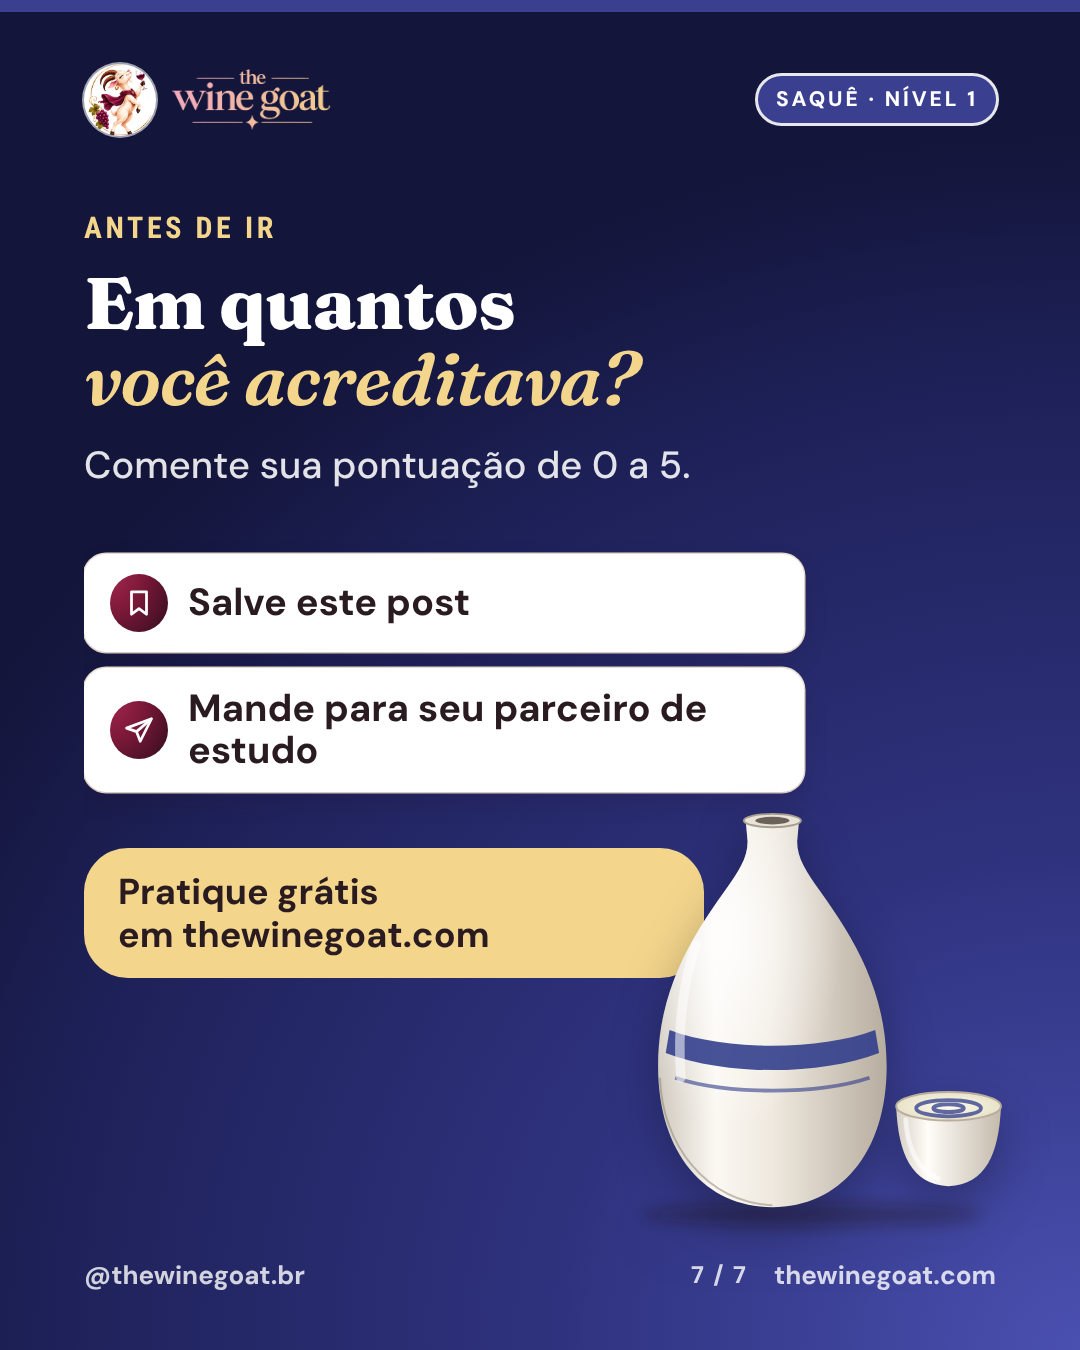 the
wine goat
SAQUÊ · NÍVEL 1
ANTES DE IR
Em quantos
você acreditava?
Comente sua pontuação de 0 a 5.
Salve este post
Mande para seu parceiro de
estudo
Pratique grátis
em thewinegoat.com
@thewinegoat.br
7 / 7
thewinegoat.com